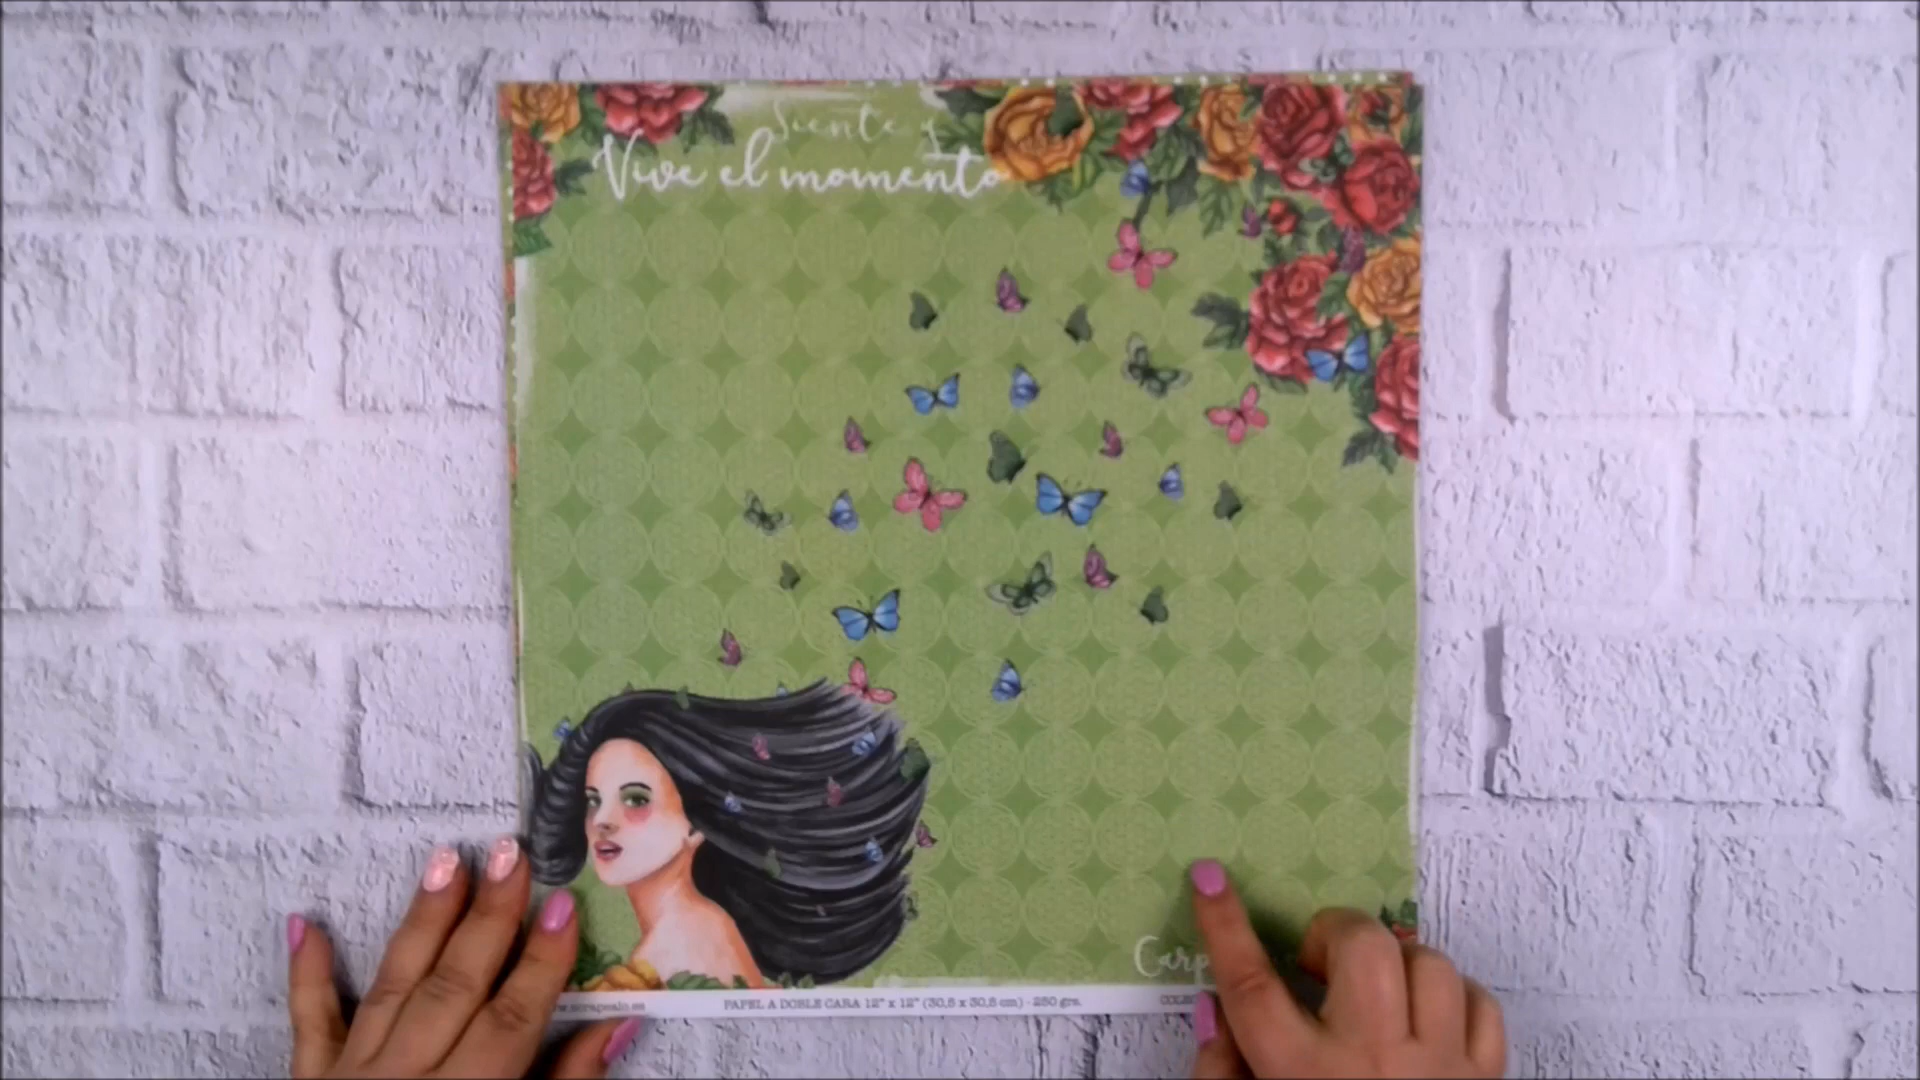 Siente y
Vive el momento
PAPEL A DOBLE CARA 12" x 12" (30,5 x 30,5 cm) - 250 grs.